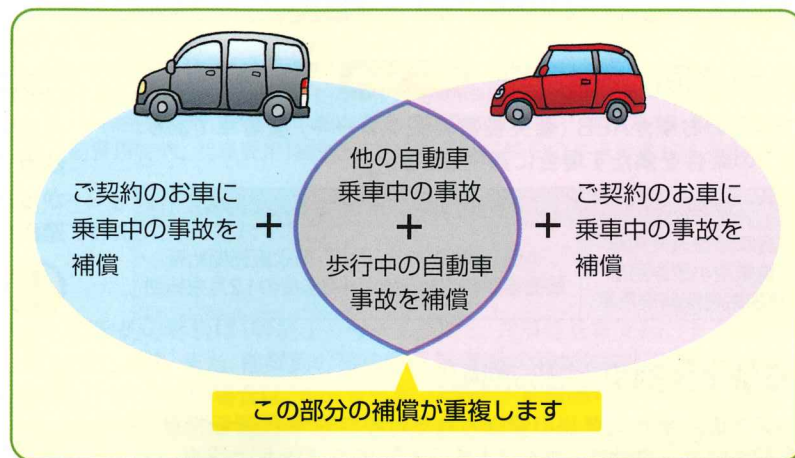 ご契約のお車に
乗車中の事故を
補償
+
他の自動車
乗車中の事故
+
歩行中の自動車
事故を補償
+
ご契約のお車に
乗車中の事故を
補償
この部分の補償が重複します